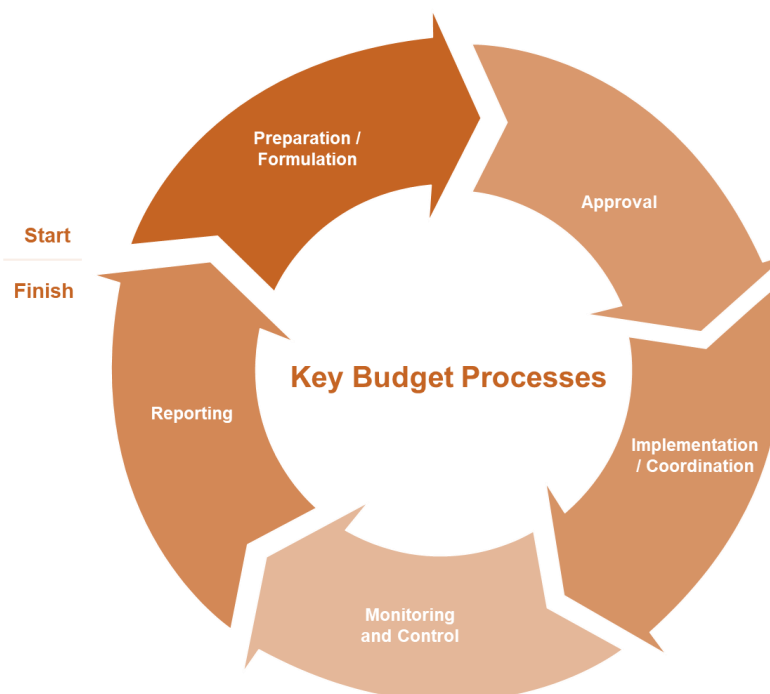 Preparation /
Formulation
Approval
Start
Finish
Key Budget Processes
Reporting
Implementation
/ Coordination
Monitoring
and Control